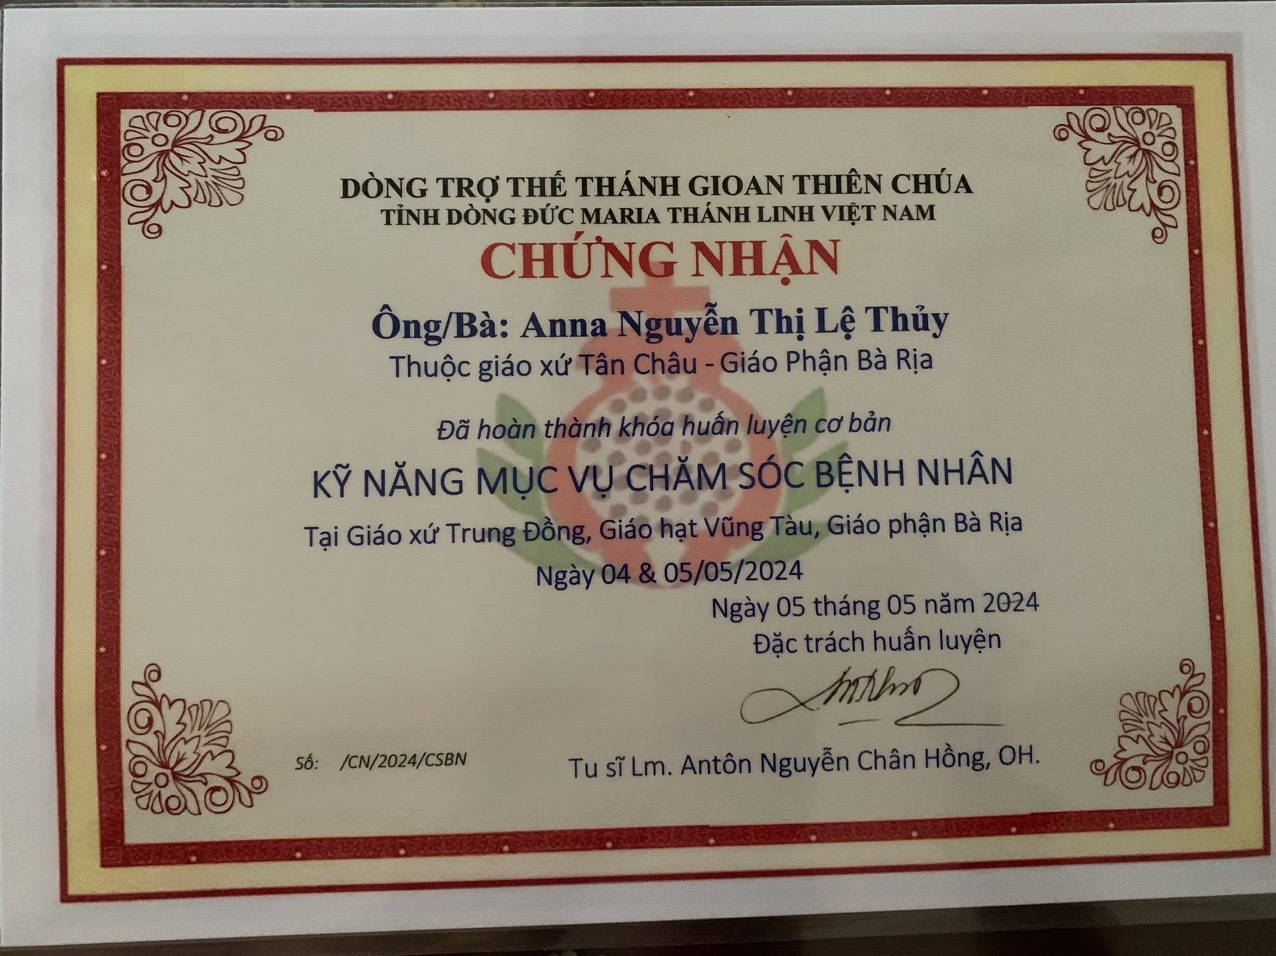 DÒNG TRỢ THẾ THÁNH GIOAN THIÊN CHÚA
TỈNH DÒNG ĐỨC MARIA THÁNH LINH VIỆT NAM
CHỨNG NHẬN
Ông/Bà: Anna Nguyễn Thị Lệ Thủy
Thuộc giáo xứ Tân Châu - Giáo Phận Bà Rịa
Đã hoàn thành khóa huấn luyện cơ bản
KỸ NĂNG MỤC VỤ CHĂM SÓC BỆNH NHÂN
Tại Giáo xứ Trung Đồng, Giáo hạt Vũng Tàu, Giáo phận Bà Rịa
Ngày 04 & 05/05/2024
Ngày 05 tháng 05 năm 2024
Đặc trách huấn luyện
Số: /CN/2024/CSBN
Tu sĩ Lm. Antôn Nguyễn Chân Hồng, OH.